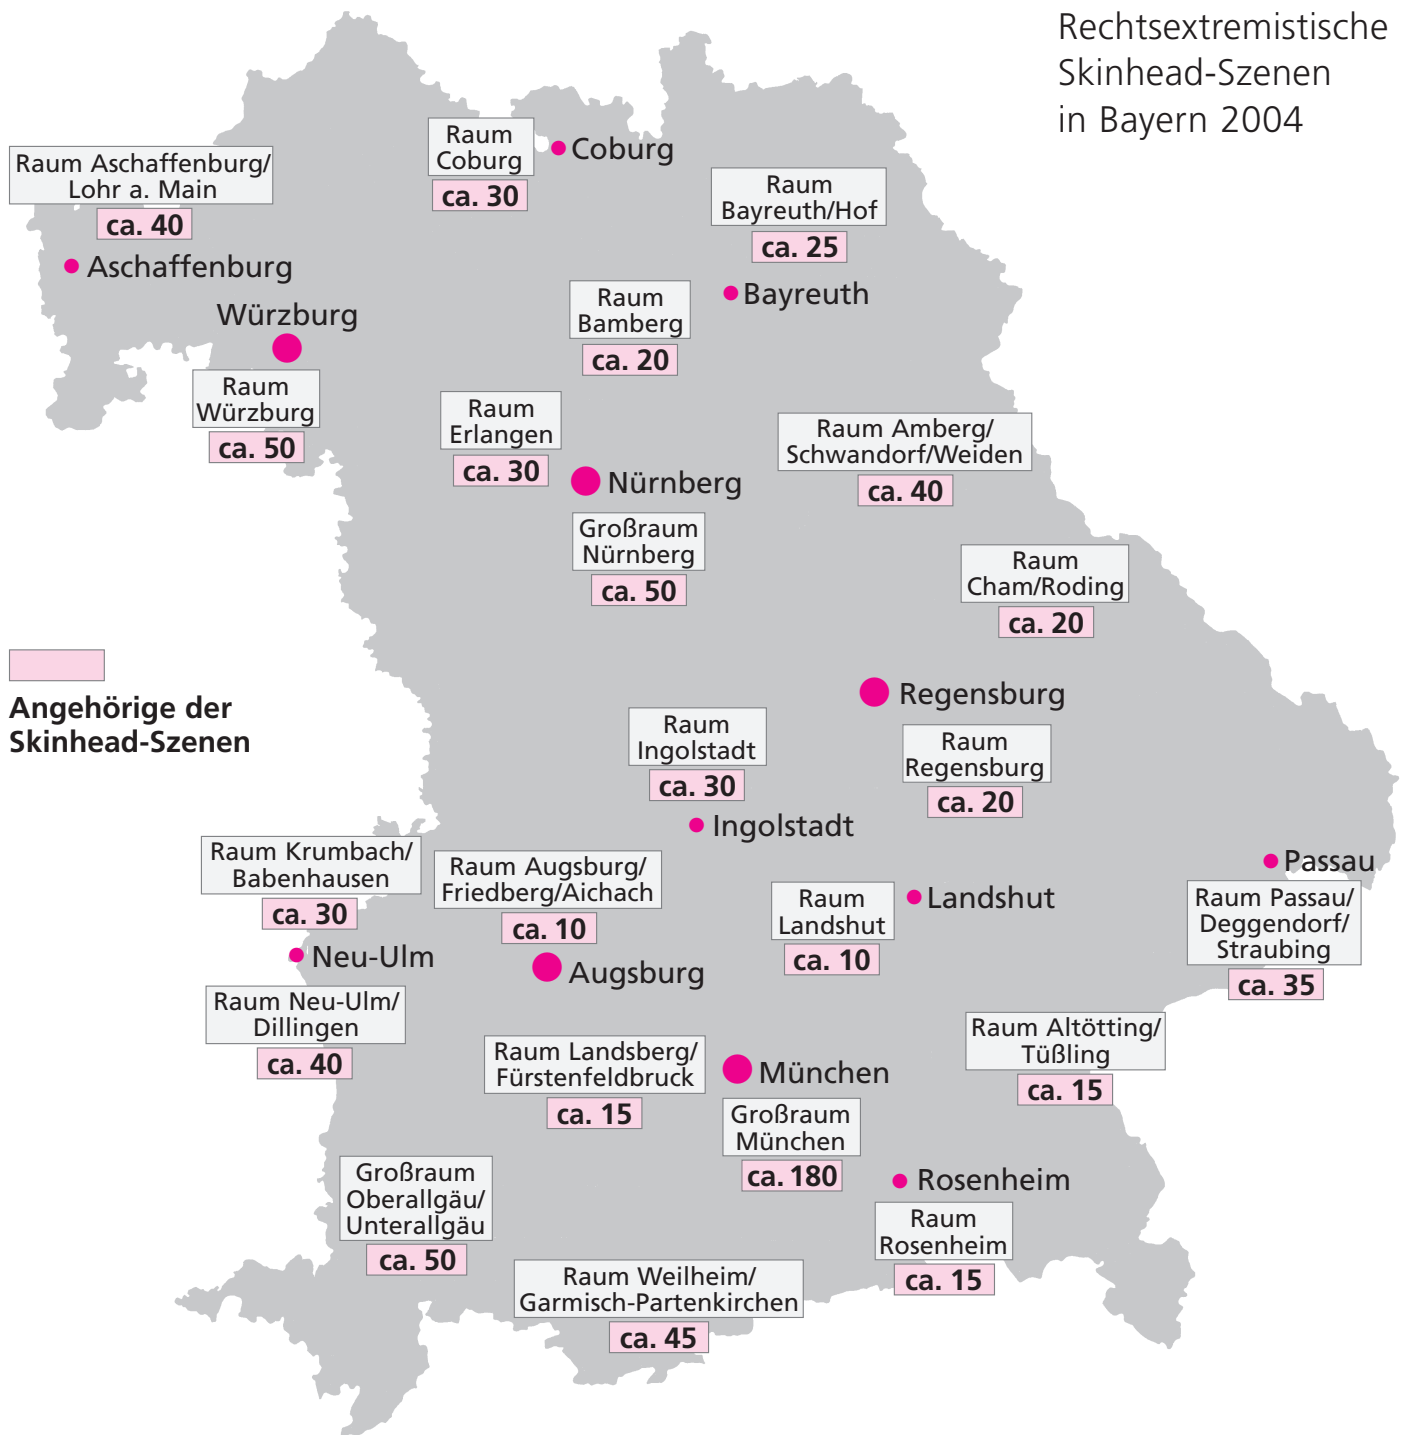 Rechtsextremistische
Skinhead-Szenen
in Bayern 2004
Raum
Coburg
ca. 30
Coburg
Raum Aschaffenburg/
Lohr a. Main
ca. 40
Aschaffenburg
Raum
Bayreuth/Hof
ca. 25
Bayreuth
Raum
Bamberg
ca. 20
Würzburg
Raum
Würzburg
ca. 50
Raum
Erlangen
ca. 30
Nürnberg
Großraum
Nürnberg
ca. 50
Raum Amberg/
Schwandorf/Weiden
ca. 40
Raum
Cham/Roding
ca. 20
Angehörige der
Skinhead-Szenen
Regensburg
Raum
Regensburg
ca. 20
Raum
Ingolstadt
ca. 30
Ingolstadt
Raum Krumbach/
Babenhausen
ca. 30
Neu-Ulm
Raum Neu-Ulm/
Dillingen
ca. 40
Raum Augsburg/
Friedberg/Aichach
ca. 10
Augsburg
Raum
Landshut
ca. 10
Landshut
Passau
Raum Passau/
Deggendorf/
Straubing
ca. 35
Raum Landsberg/
Fürstenfeldbruck
ca. 15
München
Großraum
München
ca. 180
Raum Altötting/
Tüßling
ca. 15
Großraum
Oberallgäu/
Unterallgäu
ca. 50
Rosenheim
Raum
Rosenheim
ca. 15
Raum Weilheim/
Garmisch-Partenkirchen
ca. 45